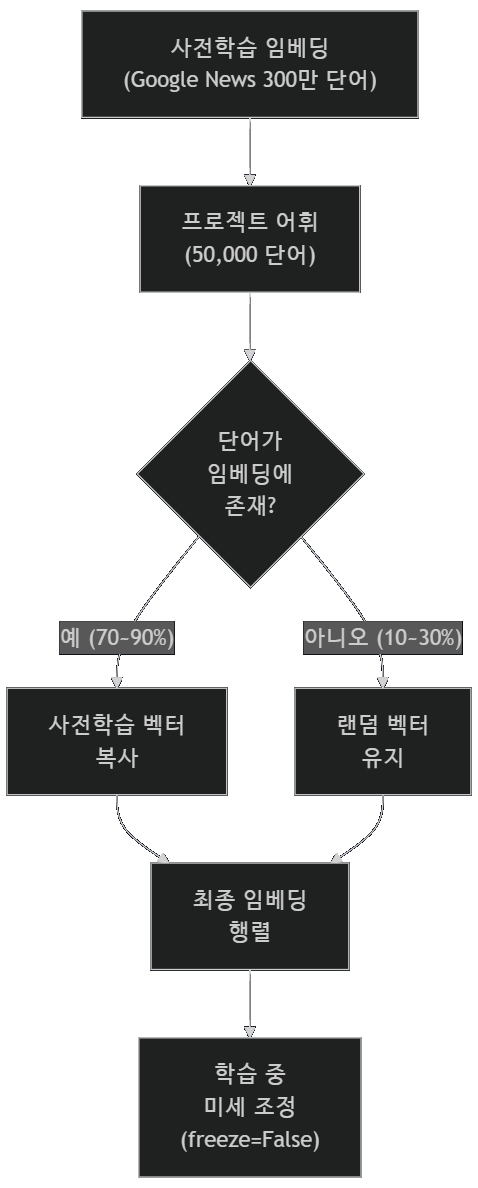 사전학습 임베딩
(Google News 300만 단어)
프로젝트 어휘
(50,000 단어)
단어가
임베딩에
존재?
예 (70~90%)
아니오 (10~30%)
사전학습 벡터
복사
랜덤 벡터
유지
최종 임베딩
행렬
학습 중
미세 조정
(freeze=False)